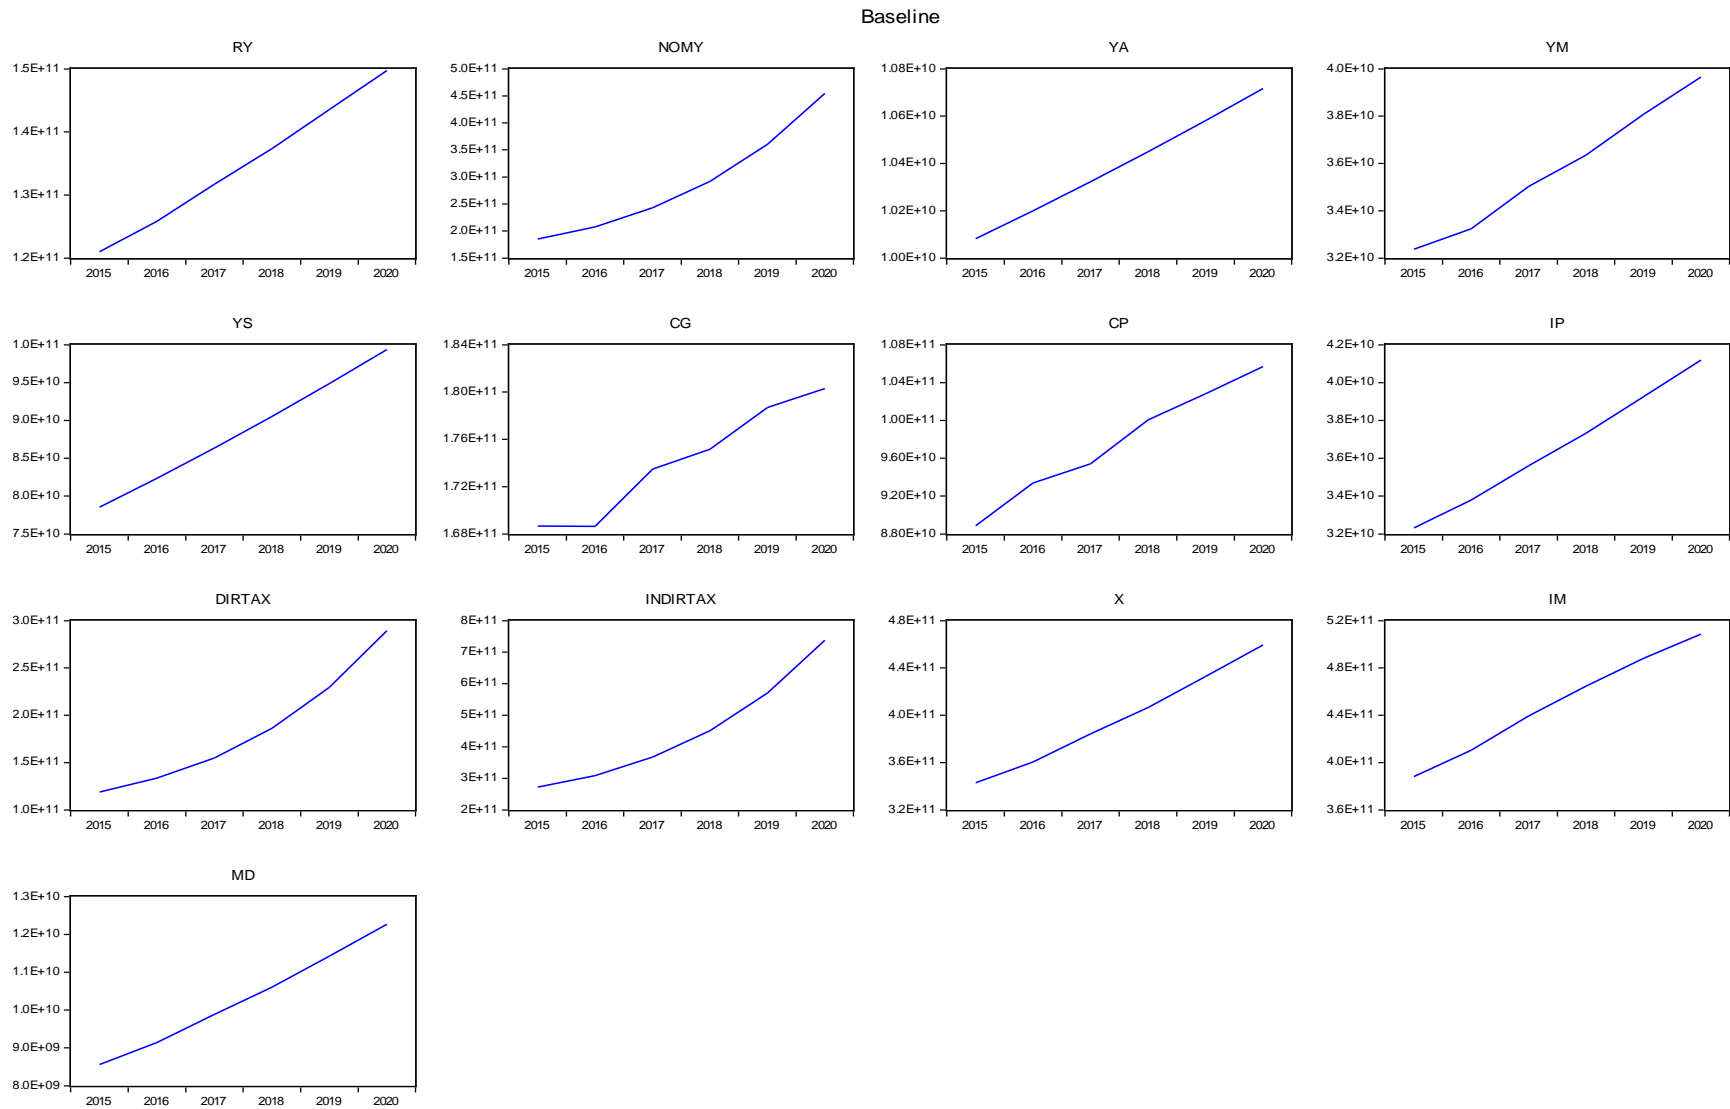 Baseline
RY
1.5E+11
1.4E+11
1.3E+11
1.2E+11
2015 2016 2017 2018 2019 2020
NOMY
5.0E+11
4.5E+11
4.0E+11
3.5E+11
3.0E+11
2.5E+11
2.0E+11
1.5E+11
2015 2016 2017 2018 2019 2020
YA
1.08E+10
1.06E+10
1.04E+10
1.02E+10
1.00E+10
2015 2016 2017 2018 2019 2020
YM
4.0E+10
3.8E+10
3.6E+10
3.4E+10
3.2E+10
2015 2016 2017 2018 2019 2020
YS
1.0E+11
9.5E+10
9.0E+10
8.5E+10
8.0E+10
7.5E+10
2015 2016 2017 2018 2019 2020
CG
1.84E+11
1.80E+11
1.76E+11
1.72E+11
1.68E+11
2015 2016 2017 2018 2019 2020
CP
1.08E+11
1.04E+11
1.00E+11
9.60E+10
9.20E+10
8.80E+10
2015 2016 2017 2018 2019 2020
IP
4.2E+10
4.0E+10
3.8E+10
3.6E+10
3.4E+10
3.2E+10
2015 2016 2017 2018 2019 2020
DIRTAX
3.0E+11
2.5E+11
2.0E+11
1.5E+11
1.0E+11
2015 2016 2017 2018 2019 2020
INDIRTAX
8E+11
7E+11
6E+11
5E+11
4E+11
3E+11
2E+11
2015 2016 2017 2018 2019 2020
X
4.8E+11
4.4E+11
4.0E+11
3.6E+11
3.2E+11
2015 2016 2017 2018 2019 2020
IM
5.2E+11
4.8E+11
4.4E+11
4.0E+11
3.6E+11
2015 2016 2017 2018 2019 2020
MD
1.3E+10
1.2E+10
1.1E+10
1.0E+10
9.0E+09
8.0E+09
2015 2016 2017 2018 2019 2020